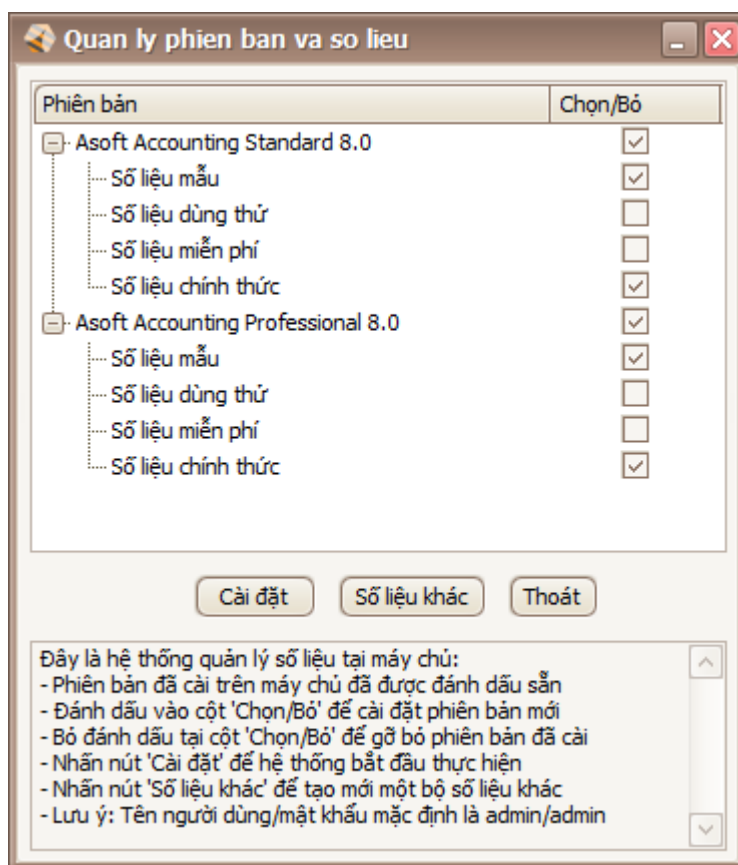 Quan ly phien ban va so lieu
Phiên bản Chọn/Bỏ
Asoft Accounting Standard 8.0
Số liệu mẫu
Số liệu dùng thử
Số liệu miễn phí
Số liệu chính thức
Asoft Accounting Professional 8.0
Số liệu mẫu
Số liệu dùng thử
Số liệu miễn phí
Số liệu chính thức
Cài đặt Số liệu khác Thoát
Đây là hệ thống quản lý số liệu tại máy chủ:
- Phiên bản đã cài trên máy chủ đã được đánh dấu sẵn
- Đánh dấu vào cột 'Chọn/Bỏ' để cài đặt phiên bản mới
- Bỏ đánh dấu tại cột 'Chọn/Bỏ' để gỡ bỏ phiên bản đã cài
- Nhấn nút 'Cài đặt' để hệ thống bắt đầu thực hiện
- Nhấn nút 'Số liệu khác' để tạo mới một bộ số liệu khác
- Lưu ý: Tên người dùng/mật khẩu mặc định là admin/admin